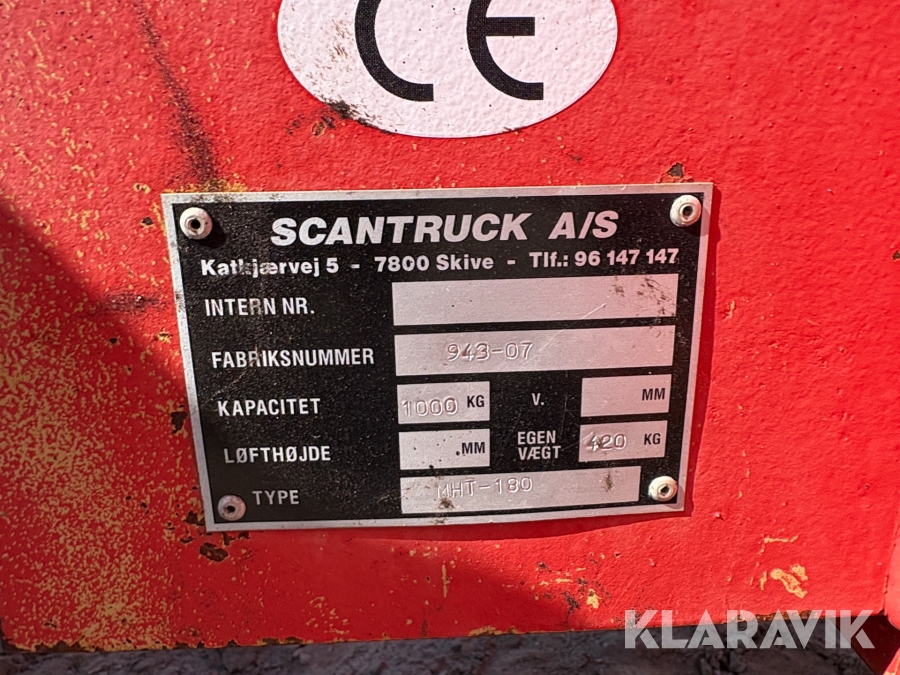 CE
SCANTRUCK A/S
Katkjærvej 5 - 7800 Skive - Tlf.: 96 147 147
INTERN NR.
FABRIKSNUMMER 943-07
KAPACITET 1000 KG V. MM
LØFTHØJDE .MM EGEN VÆGT 420 KG
TYPE MHT-180
KLARAVIK